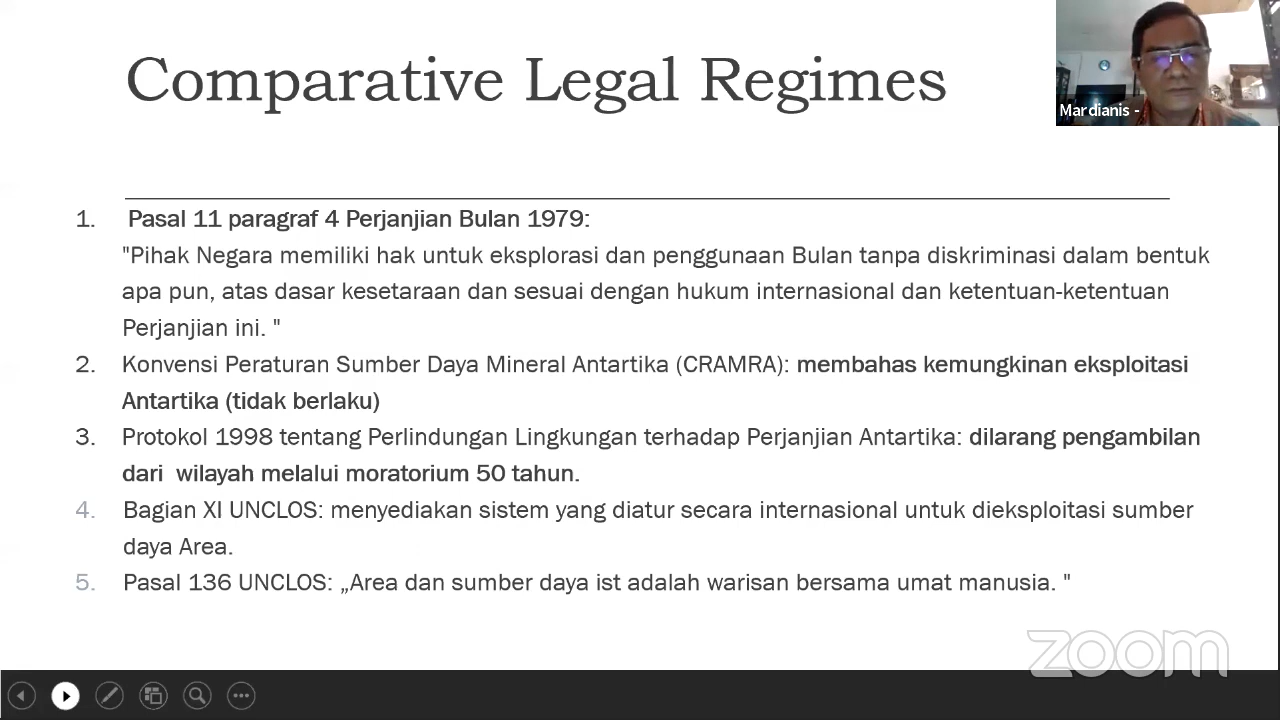 Comparative Legal Regimes
Mardianis -
1. Pasal 11 paragraf 4 Perjanjian Bulan 1979:
"Pihak Negara memiliki hak untuk eksplorasi dan penggunaan Bulan tanpa diskriminasi dalam bentuk
apa pun, atas dasar kesetaraan dan sesuai dengan hukum internasional dan ketentuan-ketentuan
Perjanjian ini. "
2. Konvensi Peraturan Sumber Daya Mineral Antartika (CRAMRA): membahas kemungkinan eksploitasi
Antartika (tidak berlaku)
3. Protokol 1998 tentang Perlindungan Lingkungan terhadap Perjanjian Antartika: dilarang pengambilan
dari wilayah melalui moratorium 50 tahun.
4. Bagian XI UNCLOS: menyediakan sistem yang diatur secara internasional untuk dieksploitasi sumber
daya Area.
5. Pasal 136 UNCLOS: „Area dan sumber daya ist adalah warisan bersama umat manusia. "
zoom